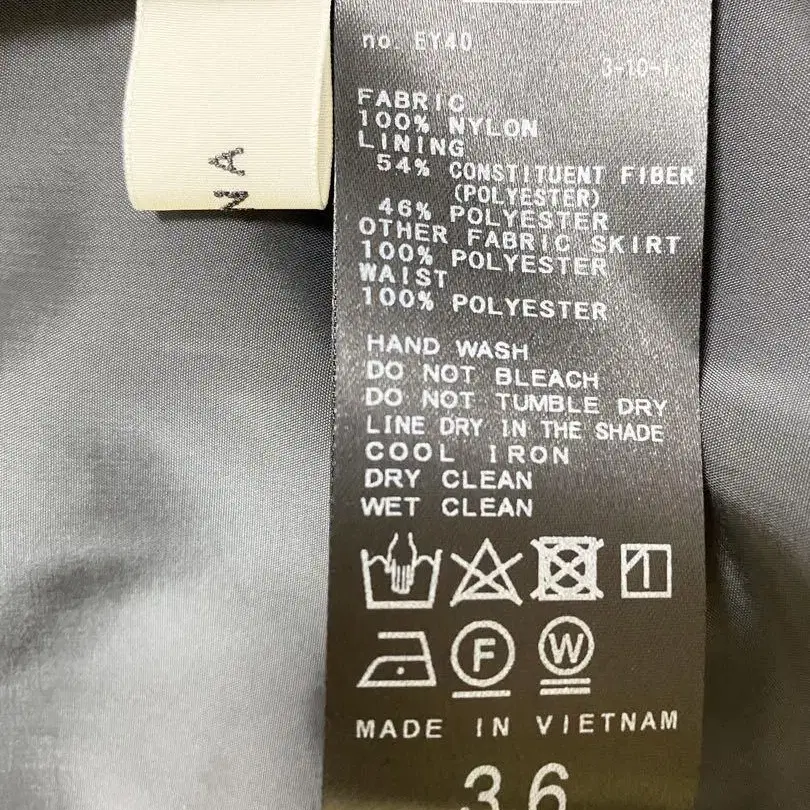 NA
no. EY40
3-10-1
FABRIC
100% NYLON
LINING
54% CONSTITUENT FIBER
(POLYESTER)
46% POLYESTER
OTHER FABRIC SKIRT
100% POLYESTER
WAIST
100% POLYESTER
HAND WASH
DO NOT BLEACH
DO NOT TUMBLE DRY
LINE DRY IN THE SHADE
COOL IRON
DRY CLEAN
WET CLEAN
F
W
MADE IN VIETNAM
36